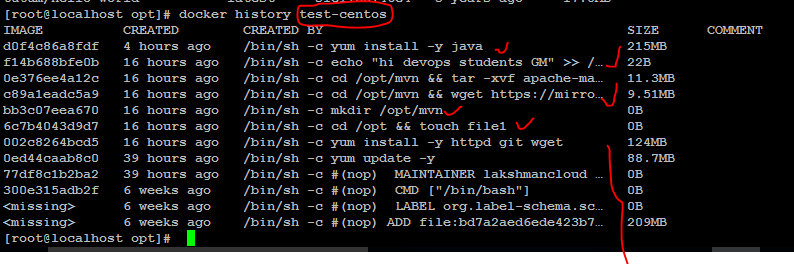 [root@localhost opt]# docker history test-centos
IMAGE CREATED CREATED BY SIZE COMMENT
d0f4c86a8fdf 4 hours ago /bin/sh -c yum install -y java 215MB
f14b688bfe0b 16 hours ago /bin/sh -c echo "hi devops students GM" >> /… 22B
0e376ee4a12c 16 hours ago /bin/sh -c cd /opt/mvn && tar -xvf apache-ma… 11.3MB
c89a1eadc5a9 16 hours ago /bin/sh -c cd /opt/mvn && wget https://mirro… 9.51MB
bb3c07eea670 16 hours ago /bin/sh -c mkdir /opt/mvn 0B
6c7b4043d9d7 16 hours ago /bin/sh -c cd /opt && touch file1 0B
002c8264bcd5 16 hours ago /bin/sh -c yum install -y httpd git wget 124MB
0ed44caab8c0 39 hours ago /bin/sh -c yum update -y 88.7MB
77df8c1b2ba2 39 hours ago /bin/sh -c #(nop) MAINTAINER lakshmancloud … 0B
300e315adb2f 6 weeks ago /bin/sh -c #(nop) CMD ["/bin/bash"] 0B
<missing> 6 weeks ago /bin/sh -c #(nop) LABEL org.label-schema.sc… 0B
<missing> 6 weeks ago /bin/sh -c #(nop) ADD file:bd7a2aed6ede423b7… 209MB
[root@localhost opt]#